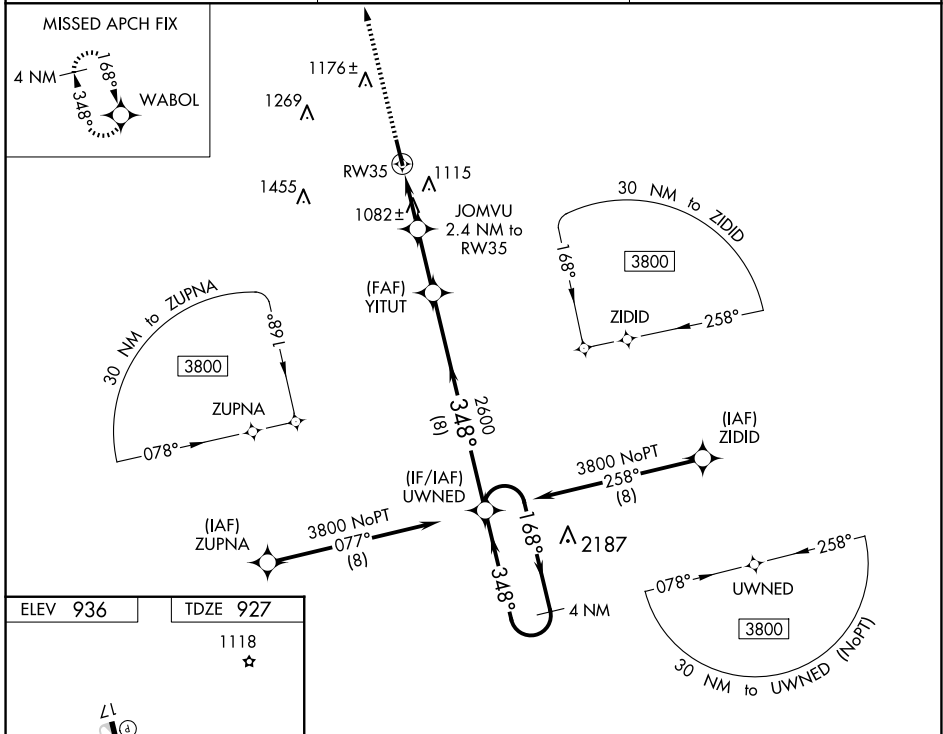 MISSED APCH FIX
4 NM
168°
348°
WABOL
1176±
1269
RW35
1115
1455
1082±
JOMVU
2.4 NM to
RW35
30 NM to ZIDID
168°
3800
ZIDID
258°
(FAF)
YITUT
30 NM to ZUPNA
168°
3800
ZUPNA
078°
348°
2600
(8)
(IAF)
ZIDID
3800 NoPT
258°
(8)
(IF/IAF)
UWNED
(IAF)
ZUPNA
3800 NoPT
077°
(8)
168°
348°
2187
4 NM
078°
258°
UWNED
3800
30 NM to UWNED (NoPT)
ELEV 936
TDZE 927
1118
17
P